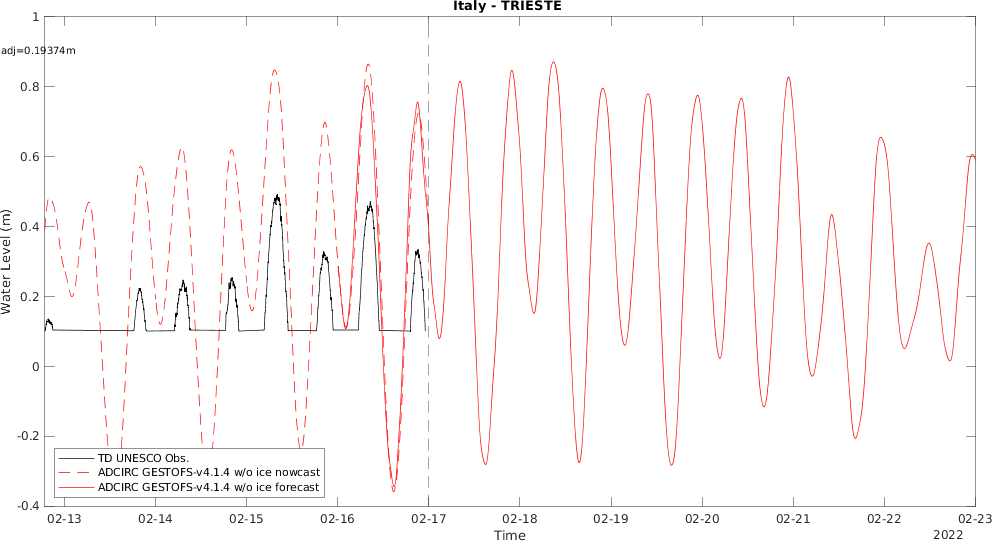 Italy - TRIESTE
adj=0.19374m
Water Level (m)
1
0.8
0.6
0.4
0.2
0
-0.2
-0.4
TD UNESCO Obs.
ADCIRC GESTOFS-v4.1.4 w/o ice nowcast
ADCIRC GESTOFS-v4.1.4 w/o ice forecast
02-13 02-14 02-15 02-16 02-17 02-18 02-19 02-20 02-21 02-22 02-23
Time
2022